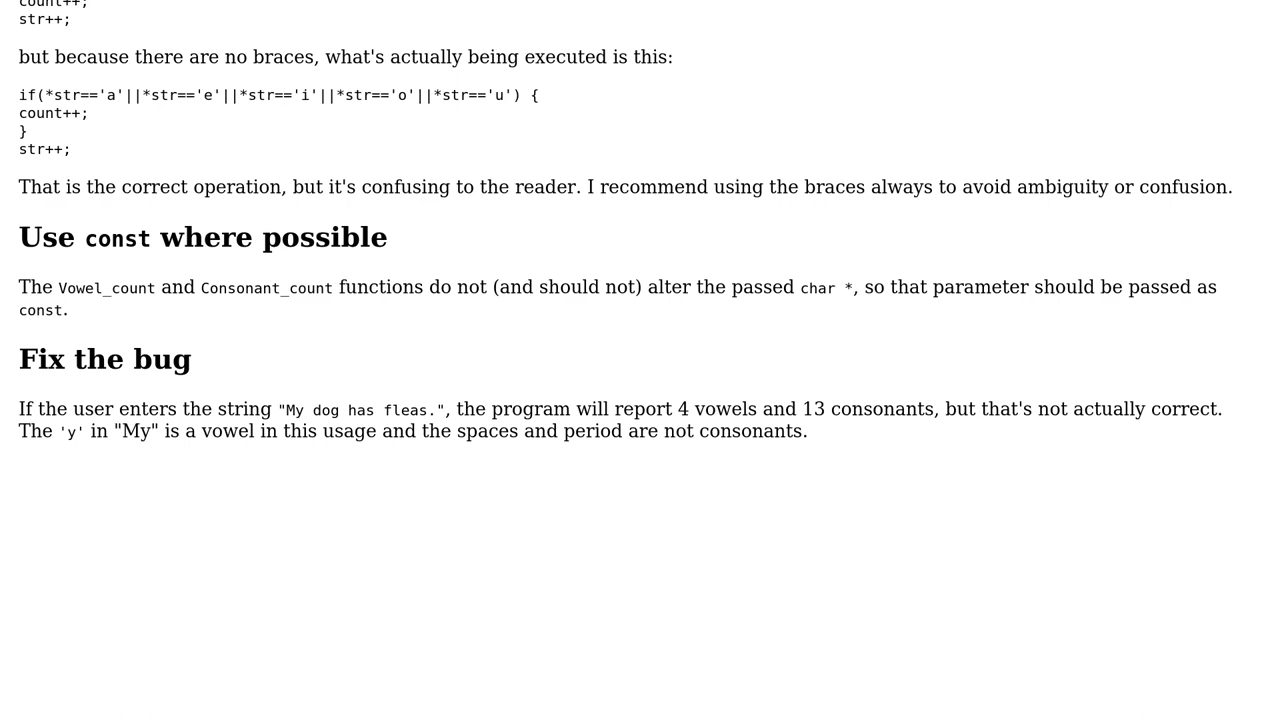 count++;
str++;
but because there are no braces, what's actually being executed is this:
if(*str=='a'||*str=='e'||*str=='i'||*str=='o'||*str=='u') {
count++;
}
str++;
That is the correct operation, but it's confusing to the reader. I recommend using the braces always to avoid ambiguity or confusion.
Use const where possible
The Vowel_count and Consonant_count functions do not (and should not) alter the passed char *, so that parameter should be passed as
const.
Fix the bug
If the user enters the string "My dog has fleas.", the program will report 4 vowels and 13 consonants, but that's not actually correct.
The 'y' in "My" is a vowel in this usage and the spaces and period are not consonants.